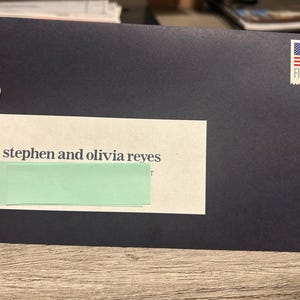 stephen and olivia reyes